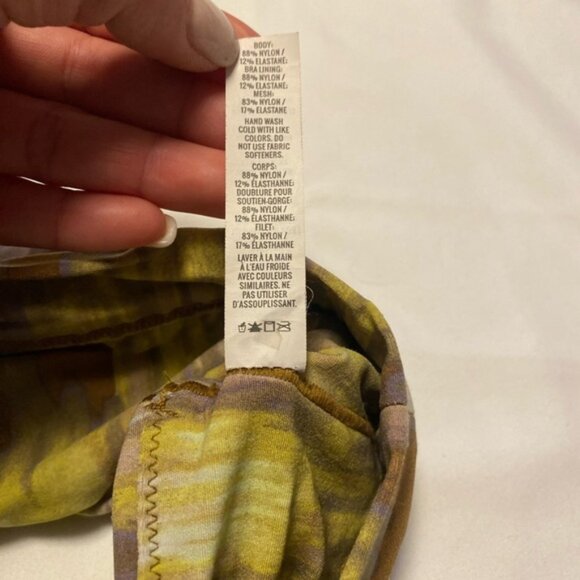 BODY:
88% NYLON /
12% ELASTANE;
BRA LINING:
88% NYLON /
12% ELASTANE;
MESH:
83% NYLON /
17% ELASTANE
HAND WASH
COLD WITH LIKE
COLORS. DO
NOT USE FABRIC
SOFTENERS.
CORPS:
88% NYLON /
12% ÉLASTHANNE;
DOUBLURE POUR
SOUTIEN-GORGE:
88% NYLON /
12% ÉLASTHANNE;
FILET:
83% NYLON /
17% ÉLASTHANNE
LAVER À LA MAIN
À L'EAU FROIDE
AVEC COULEURS
SIMILAIRES. NE
PAS UTILISER
D'ASSOUPLISSANT.